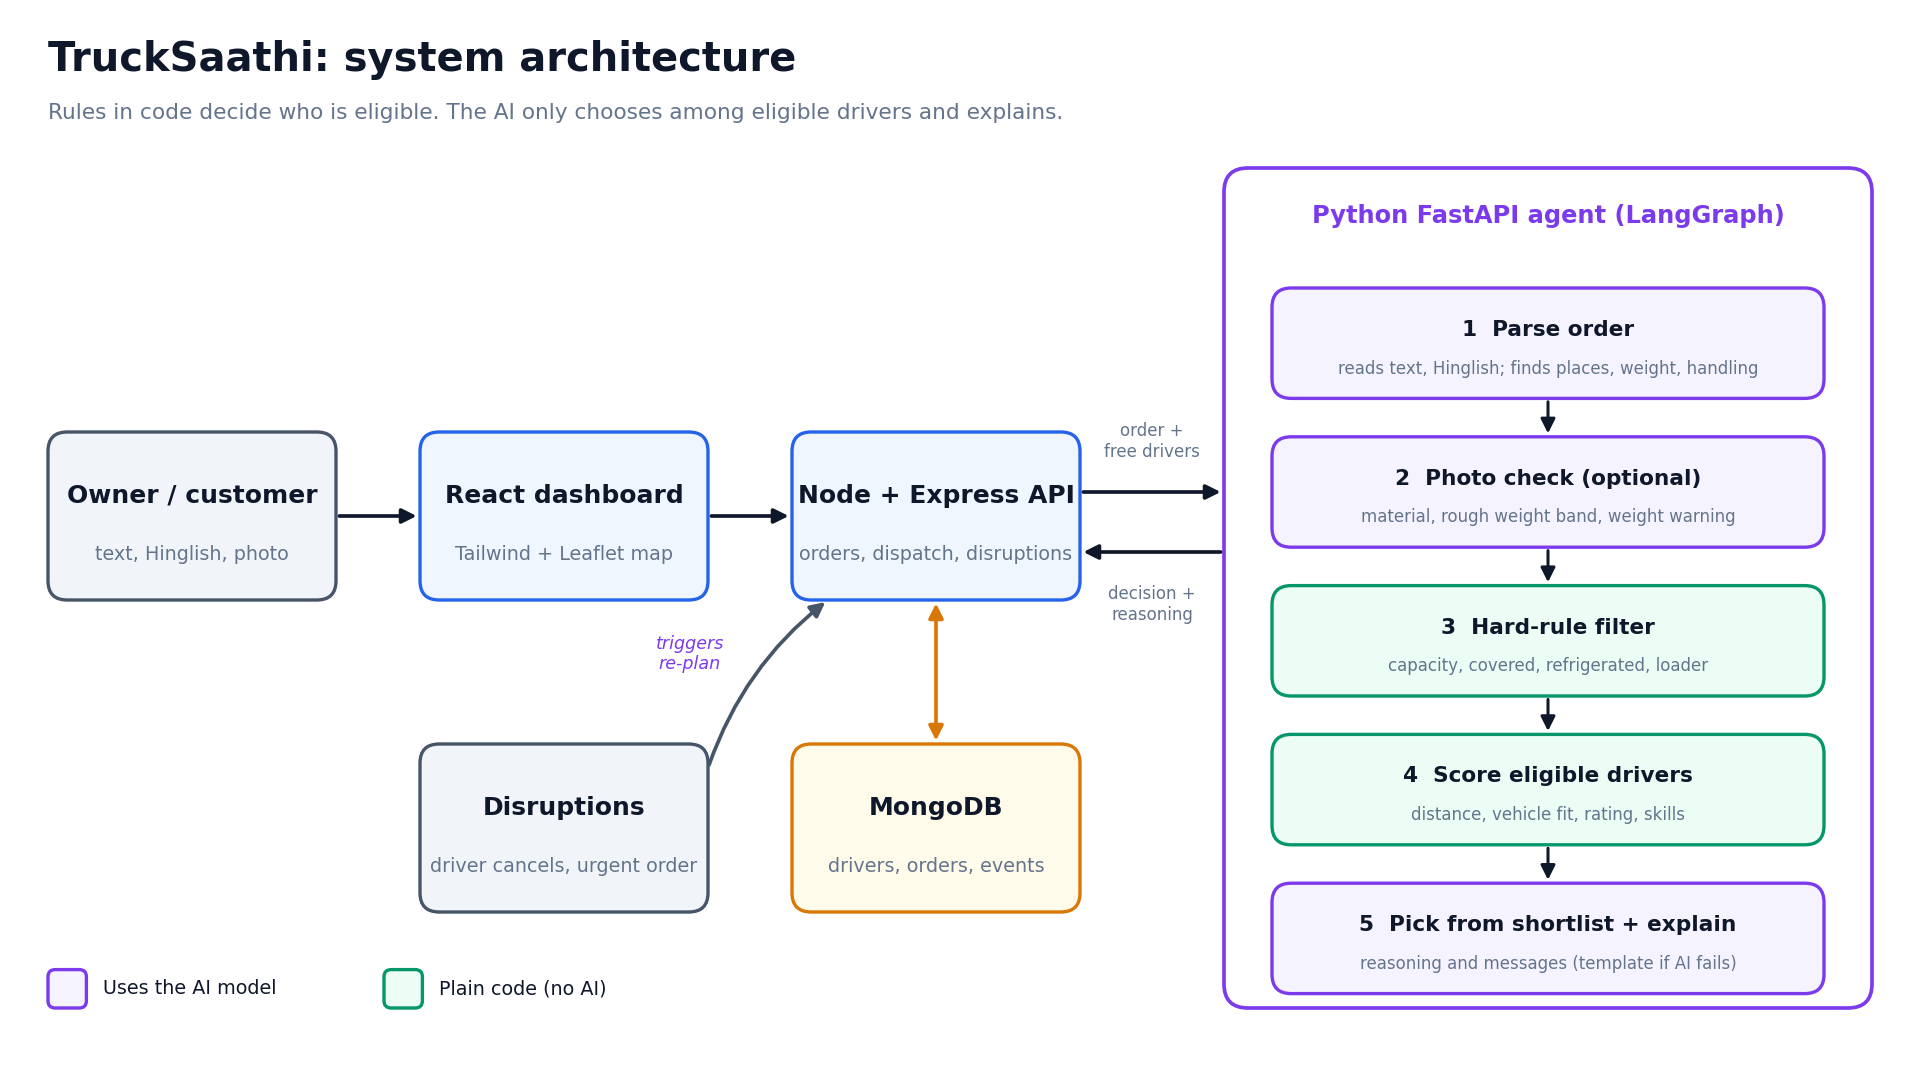 TruckSaathi: system architecture
Rules in code decide who is eligible. The AI only chooses among eligible drivers and explains.
Owner / customer
text, Hinglish, photo
React dashboard
Tailwind + Leaflet map
Node + Express API
orders, dispatch, disruptions
order +
free drivers
decision +
reasoning
triggers
re-plan
Disruptions
driver cancels, urgent order
MongoDB
drivers, orders, events
Python FastAPI agent (LangGraph)
1 Parse order
reads text, Hinglish; finds places, weight, handling
2 Photo check (optional)
material, rough weight band, weight warning
3 Hard-rule filter
capacity, covered, refrigerated, loader
4 Score eligible drivers
distance, vehicle fit, rating, skills
5 Pick from shortlist + explain
reasoning and messages (template if AI fails)
Uses the AI model
Plain code (no AI)